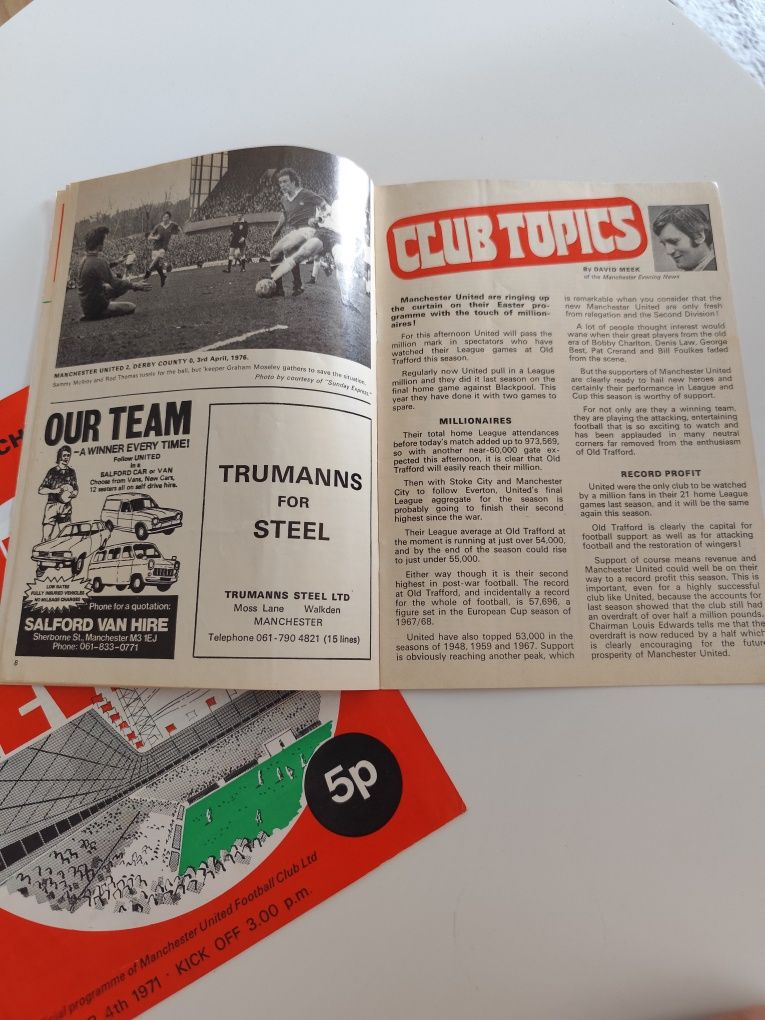 MANCHESTER UNITED 2, DERBY COUNTY 0, 3rd April, 1976.
Sammy McIlroy and Rod Thomas tussle for the ball, but 'keeper Graham Moseley gathers to save the situation.
Photo by courtesy of "Sunday Express."
OUR TEAM
—A WINNER EVERY TIME!
Follow UNITED
in a
SALFORD CAR or VAN
Choose from Vans, New Cars,
12 seaters all on self drive hire.
LOW RATES
FULLY INSURED VEHICLES
NO MILEAGE CHARGES
Phone for a quotation:
SALFORD VAN HIRE
Sherborne St., Manchester M3 1EJ
Phone: 061-833-0771
TRUMANNS
FOR
STEEL
TRUMANNS STEEL LTD
Moss Lane Walkden
MANCHESTER
Telephone 061-790 4821 (15 lines)
8
CLUB TOPICS
By DAVID MEEK
of the Manchester Evening News
Manchester United are ringing up
the curtain on their Easter pro-
gramme with the touch of million-
aires!
For this afternoon United will pass the
million mark in spectators who have
watched their League games at Old
Trafford this season.
Regularly now United pull in a League
million and they did it last season on the
final home game against Blackpool. This
year they have done it with two games to
spare.
MILLIONAIRES
Their total home League attendances
before today's match added up to 973,569,
so with another near-60,000 gate ex-
pected this afternoon, it is clear that Old
Trafford will easily reach their million.
Then with Stoke City and Manchester
City to follow Everton, United's final
League aggregate for the season is
probably going to finish their second
highest since the war.
Their League average at Old Trafford at
the moment is running at just over 54,000,
and by the end of the season could rise
to just under 55,000.
Either way though it is their second
highest in post-war football. The record
at Old Trafford, and incidentally a record
for the whole of football, is 57,696, a
figure set in the European Cup season of
1967/68.
United have also topped 53,000 in the
seasons of 1948, 1959 and 1967. Support
is obviously reaching another peak, which
is remarkable when you consider that the
new Manchester United are only fresh
from relegation and the Second Division!
A lot of people thought interest would
wane when their great players from the old
era of Bobby Charlton, Denis Law, George
Best, Pat Crerand and Bill Foulkes faded
from the scene.
But the supporters of Manchester United
are clearly ready to hail new heroes and
certainly their performance in League and
Cup this season is worthy of support.
For not only are they a winning team,
they are playing the attacking, entertaining
football that is so exciting to watch and
has been applauded in many neutral
corners far removed from the enthusiasm
of Old Trafford.
RECORD PROFIT
United were the only club to be watched
by a million fans in their 21 home League
games last season, and it will be the same
again this season.
Old Trafford is clearly the capital for
football support as well as for attacking
football and the restoration of wingers!
Support of course means revenue and
Manchester United could well be on their
way to a record profit this season. This is
important, even for a highly successful
club like United, because the accounts for
last season showed that the club still had
an overdraft of over half a million pounds.
Chairman Louis Edwards tells me that the
overdraft is now reduced by a half which
is clearly encouraging for the future
prosperity of Manchester United.
5p
programme of Manchester United Football Club Ltd
4th 1971 · KICK OFF 3.00 p.m.